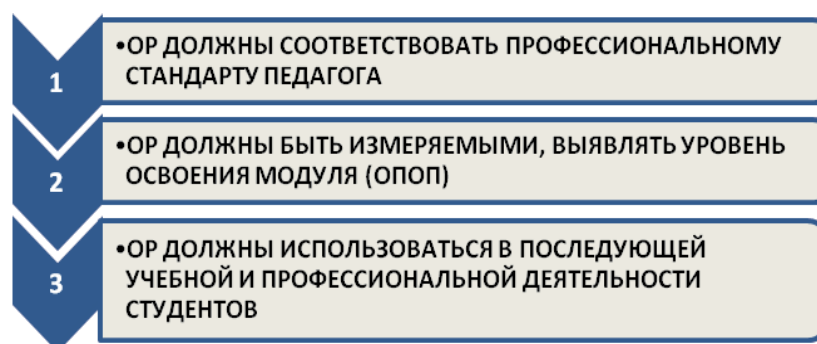 1
•ОР ДОЛЖНЫ СООТВЕТСТВОВАТЬ ПРОФЕССИОНАЛЬНОМУ
СТАНДАРТУ ПЕДАГОГА
2
•ОР ДОЛЖНЫ БЫТЬ ИЗМЕРЯЕМЫМИ, ВЫЯВЛЯТЬ УРОВЕНЬ
ОСВОЕНИЯ МОДУЛЯ (ОПОП)
3
•ОР ДОЛЖНЫ ИСПОЛЬЗОВАТЬСЯ В ПОСЛЕДУЮЩЕЙ
УЧЕБНОЙ И ПРОФЕССИОНАЛЬНОЙ ДЕЯТЕЛЬНОСТИ
СТУДЕНТОВ